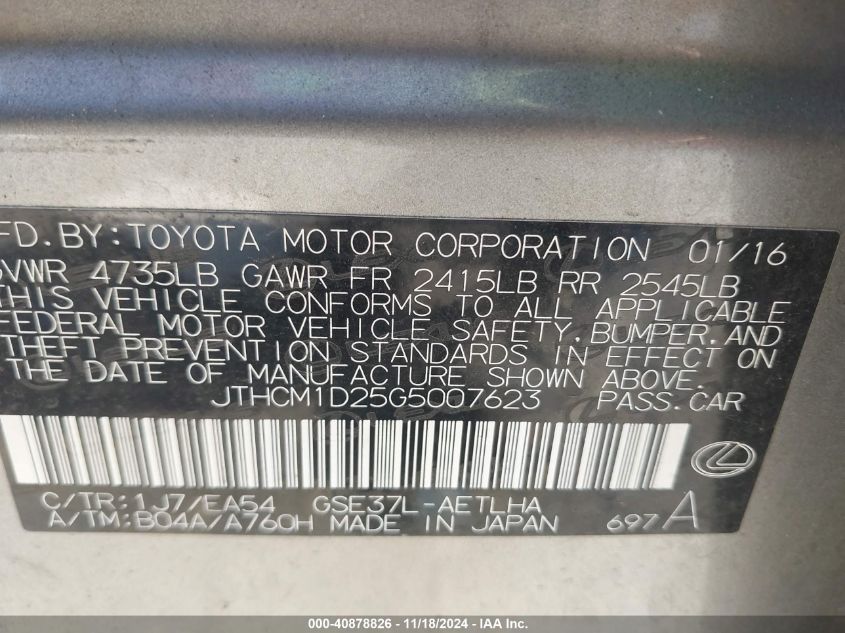 FD. BY: TOYOTA MOTOR CORPORATION 01/16
GVWR 4735LB GAWR FR 2415LB RR 2545LB
THIS VEHICLE CONFORMS TO ALL APPLICABLE
FEDERAL MOTOR VEHICLE SAFETY, BUMPER, AND
THEFT PREVENTION STANDARDS IN EFFECT ON
THE DATE OF MANUFACTURE SHOWN ABOVE.
JTHCM1D25G5007623 PASS. CAR
C/TR: 1J7/EA54 GSE37L-AETLHA
A/TM: B04A/A760H MADE IN JAPAN 697A
000-40878826 - 11/18/2024 - IAA Inc.